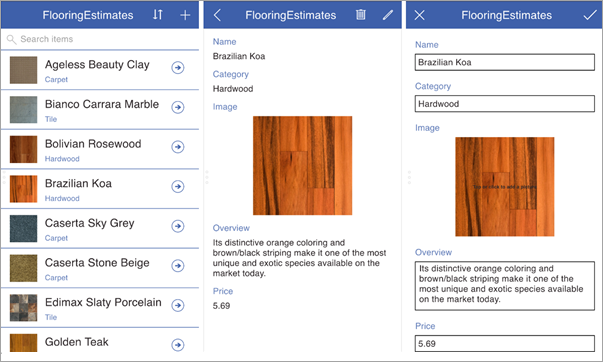 FlooringEstimates
Search items
Ageless Beauty Clay
Carpet
Bianco Carrara Marble
Tile
Bolivian Rosewood
Hardwood
Brazilian Koa
Hardwood
Caserta Sky Grey
Carpet
Caserta Stone Beige
Carpet
Edimax Slaty Porcelain
Tile
Golden Teak
FlooringEstimates
Name
Brazilian Koa
Category
Hardwood
Image
Overview
Its distinctive orange coloring and
brown/black striping make it one of the most
unique and exotic species available on the
market today.
Price
5.69
FlooringEstimates
Name
Brazilian Koa
Category
Hardwood
Image
Tap or click to add a picture
Overview
Its distinctive orange coloring and
brown/black striping make it one of the
most unique and exotic species available
on the market today.
Price
5.69